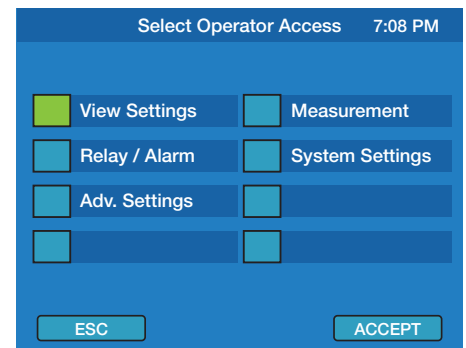 Select Operator Access 7:08 PM
View Settings Measurement
Relay / Alarm System Settings
Adv. Settings
ESC ACCEPT